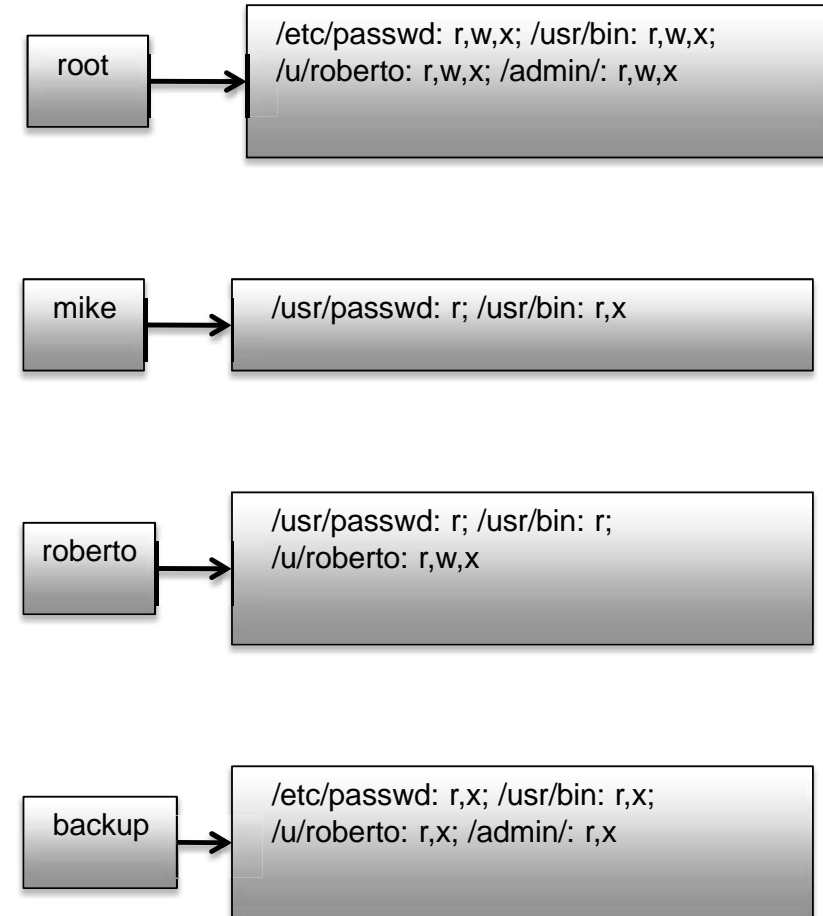 root
/etc/passwd: r,w,x; /usr/bin: r,w,x;
/u/roberto: r,w,x; /admin/: r,w,x
mike
/usr/passwd: r; /usr/bin: r,x
roberto
/usr/passwd: r; /usr/bin: r;
/u/roberto: r,w,x
backup
/etc/passwd: r,x; /usr/bin: r,x;
/u/roberto: r,x; /admin/: r,x